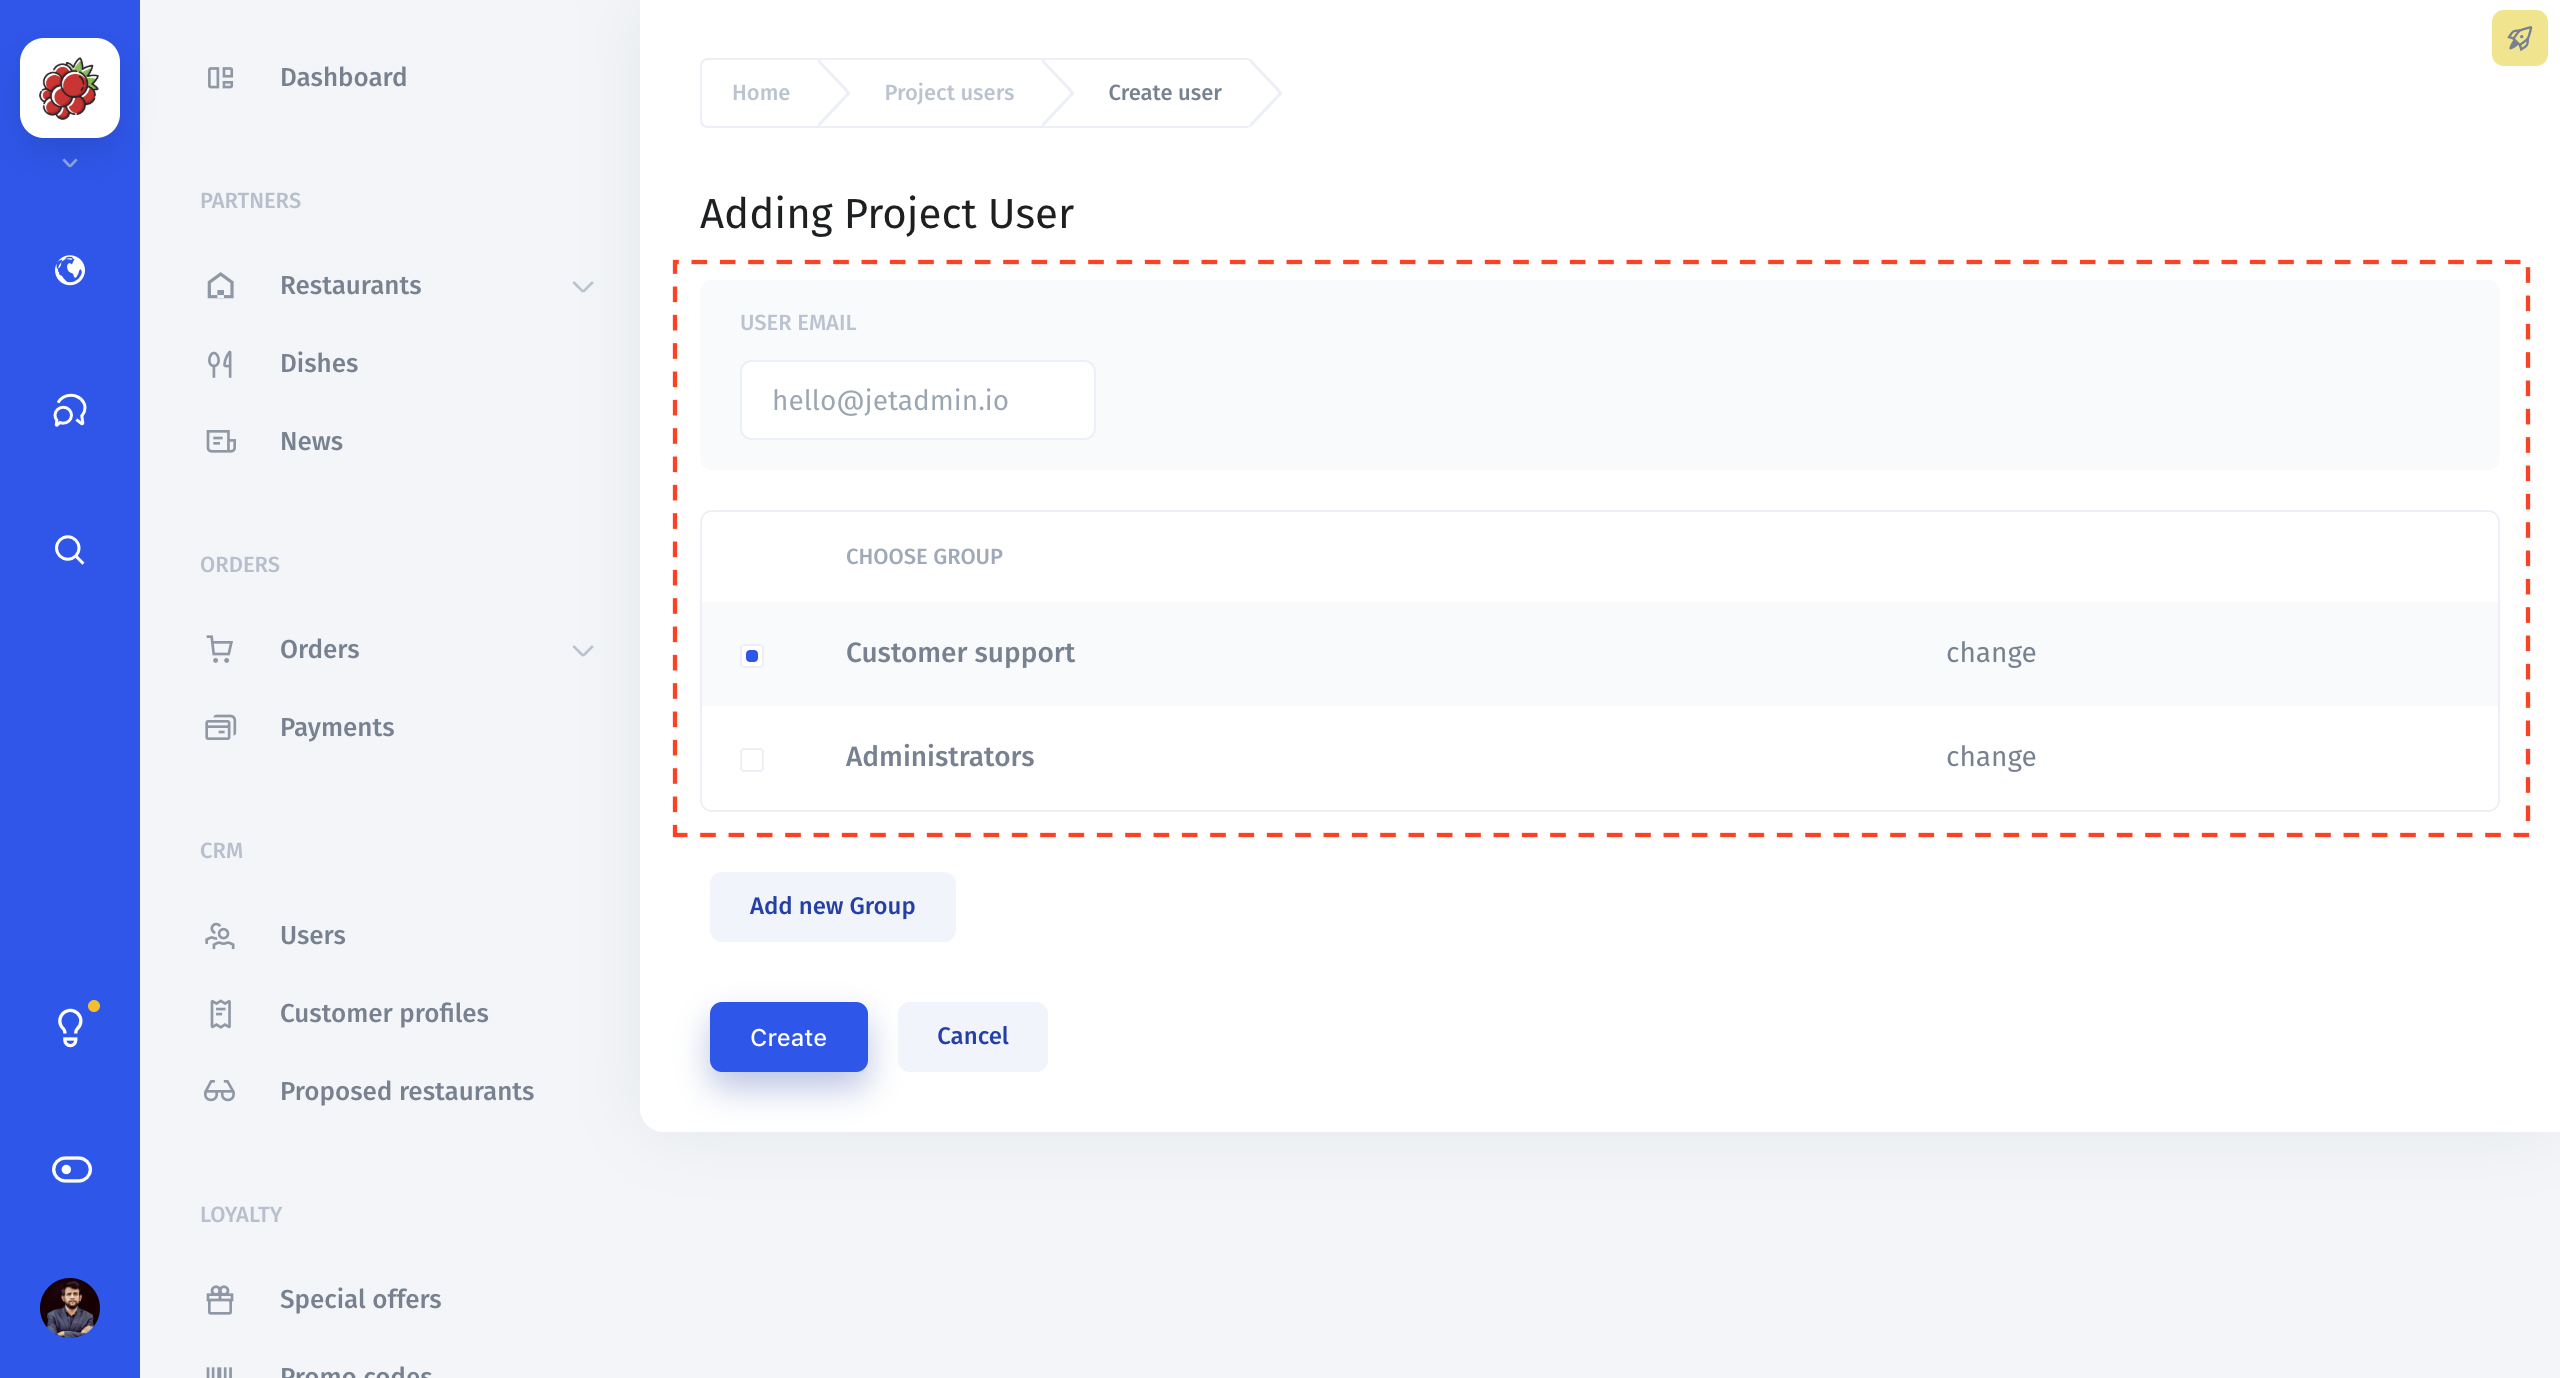 Dashboard
PARTNERS
Restaurants
Dishes
News
ORDERS
Orders
Payments
CRM
Users
Customer profiles
Proposed restaurants
LOYALTY
Special offers
Promo codes
Home
Project users
Create user
Adding Project User
USER EMAIL
hello@jetadmin.io
CHOOSE GROUP
Customer support change
Administrators change
Add new Group
Create
Cancel